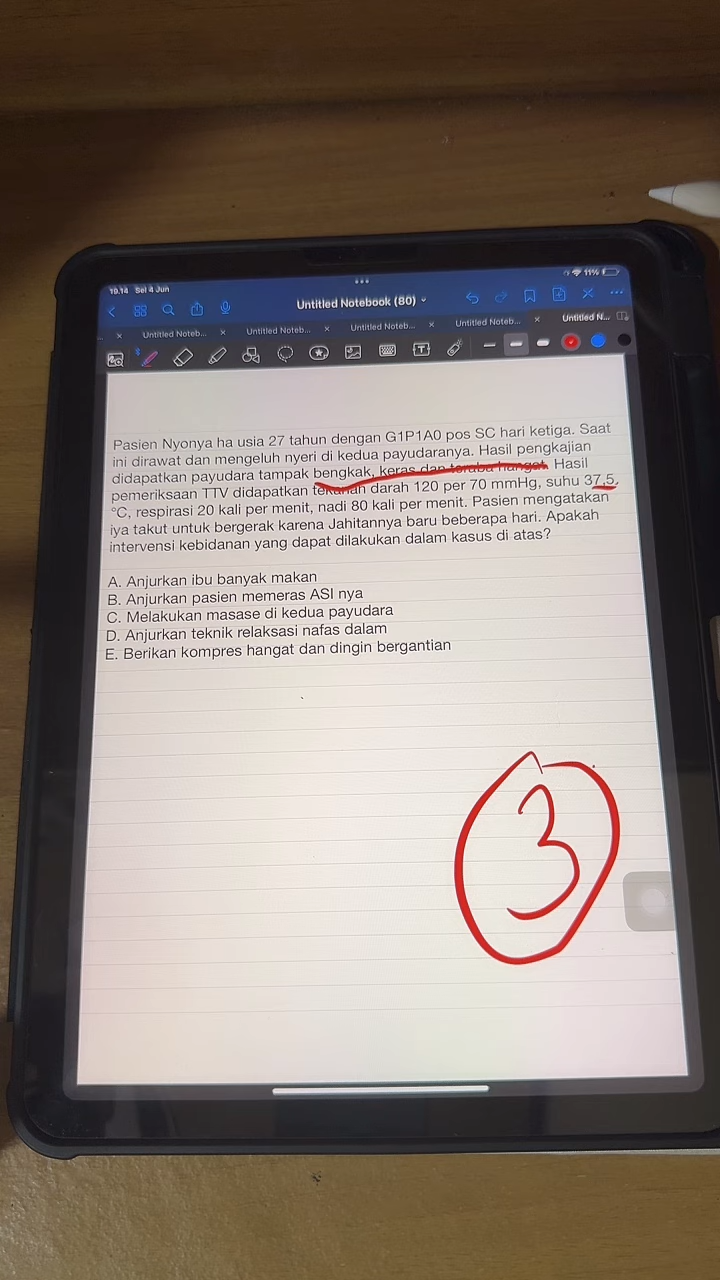 19.14 Sel 4 Jun
11%
Untitled Notebook (80)
Untitled Noteb... Untitled Noteb... Untitled Noteb... Untitled Noteb... Untitled N...
Pasien Nyonya ha usia 27 tahun dengan G1P1A0 pos SC hari ketiga. Saat
ini dirawat dan mengeluh nyeri di kedua payudaranya. Hasil pengkajian
didapatkan payudara tampak bengkak, keras dan teraba hangat. Hasil
pemeriksaan TTV didapatkan tekanan darah 120 per 70 mmHg, suhu 37,5.
°C, respirasi 20 kali per menit, nadi 80 kali per menit. Pasien mengatakan
iya takut untuk bergerak karena Jahitannya baru beberapa hari. Apakah
intervensi kebidanan yang dapat dilakukan dalam kasus di atas?
A. Anjurkan ibu banyak makan
B. Anjurkan pasien memeras ASI nya
C. Melakukan masase di kedua payudara
D. Anjurkan teknik relaksasi nafas dalam
E. Berikan kompres hangat dan dingin bergantian
3